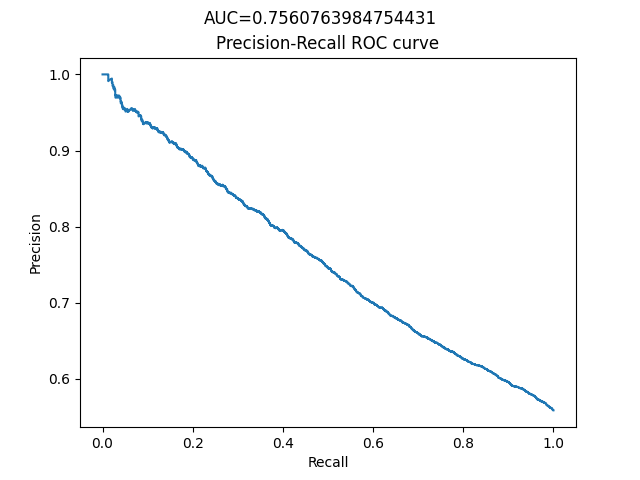 AUC=0.7560763984754431
Precision-Recall ROC curve
1.0
0.9
0.8
0.7
0.6
Precision
0.0 0.2 0.4 0.6 0.8 1.0
Recall